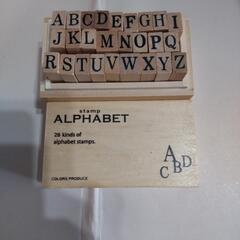 ABCDEFGHI
JKLMNOPQ
RSTUVWXYZ
stamp
ALPHABET
26 kinds of
alphabet stamps.
A
CBD
COLORS PRODUCE